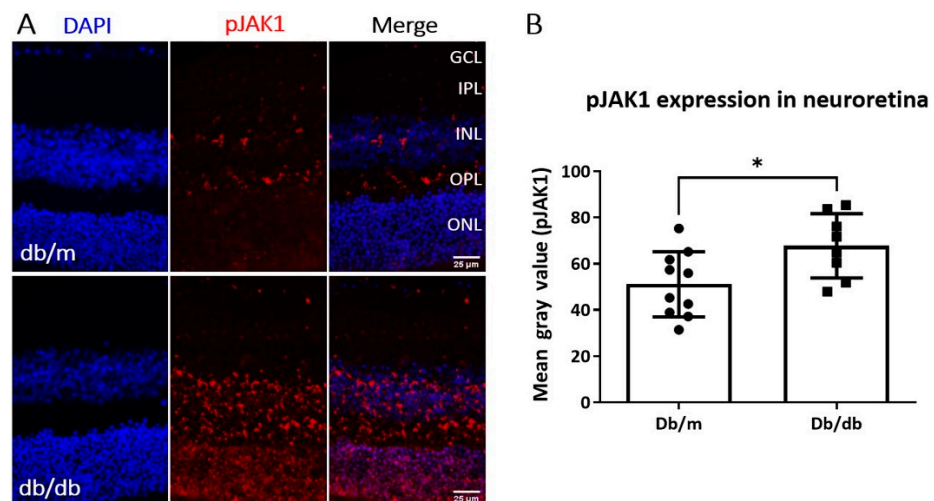 A
DAPI
pJAK1
Merge
GCL
IPL
INL
OPL
ONL
db/m
25 μm
db/db
25 μm
B
pJAK1 expression in neuroretina
*
Mean gray value (pJAK1)
100
80
60
40
20
0
Db/m
Db/db